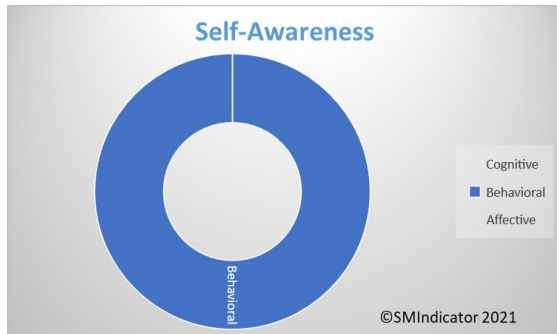 Self-Awareness
Cognitive
Behavioral
Affective
Behavioral
©SMIndicator 2021